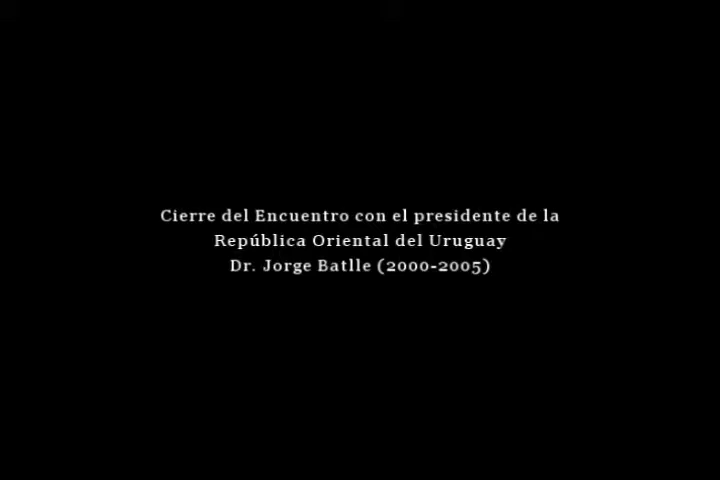 Cierre del Encuentro con el presidente de la
República Oriental del Uruguay
Dr. Jorge Batlle (2000-2005)